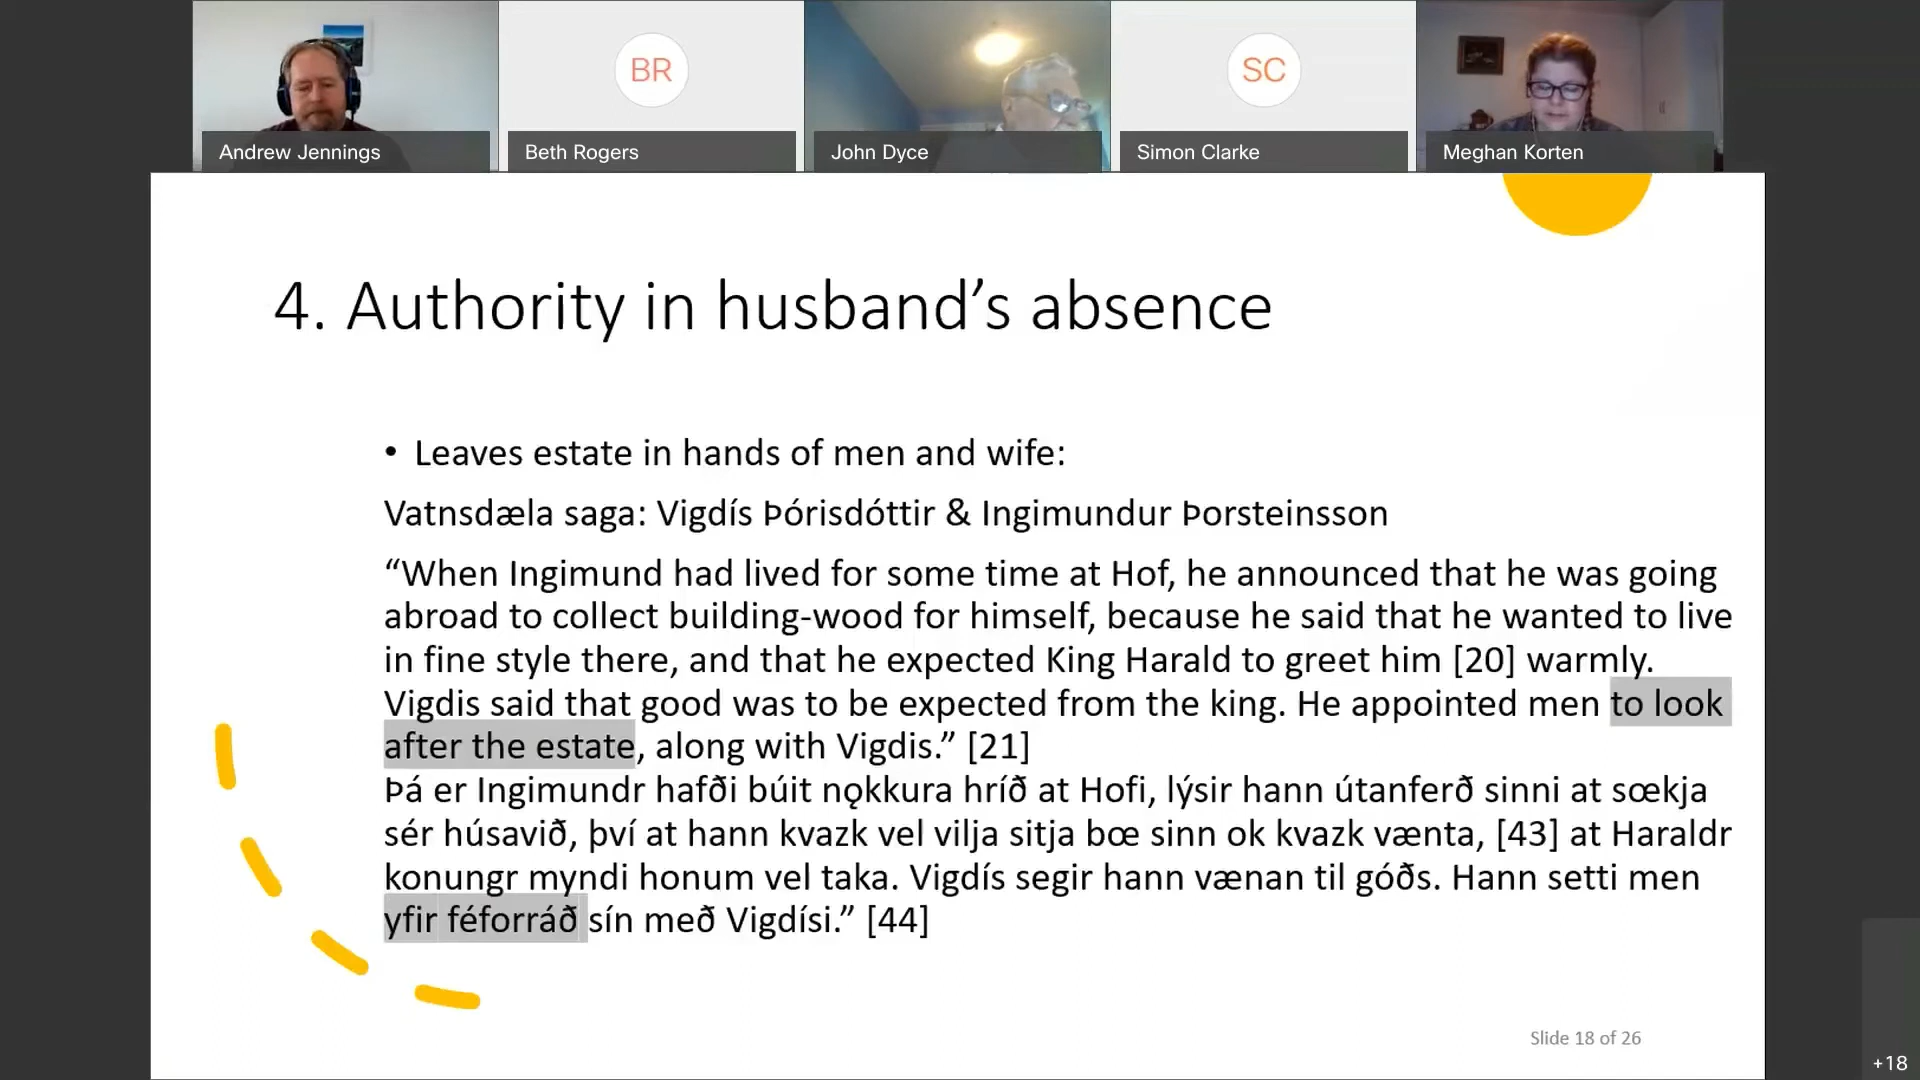 BR
SC
Andrew Jennings
Beth Rogers
John Dyce
Simon Clarke
Meghan Korten
4. Authority in husband’s absence
• Leaves estate in hands of men and wife:
Vatnsdæla saga: Vigdís Þórisdóttir & Ingimundur Þorsteinsson
“When Ingimund had lived for some time at Hof, he announced that he was going
abroad to collect building-wood for himself, because he said that he wanted to live
in fine style there, and that he expected King Harald to greet him [20] warmly.
Vigdis said that good was to be expected from the king. He appointed men to look
after the estate, along with Vigdis.” [21]
Þá er Ingimundr hafði búit nǫkkura hríð at Hofi, lýsir hann útanferð sinni at sœkja
sér húsavið, því at hann kvazk vel vilja sitja bœ sinn ok kvazk vænta, [43] at Haraldr
konungr myndi honum vel taka. Vigdís segir hann vænan til góðs. Hann setti men
yfir féforráð sín með Vigdísi.” [44]
Slide 18 of 26
+18